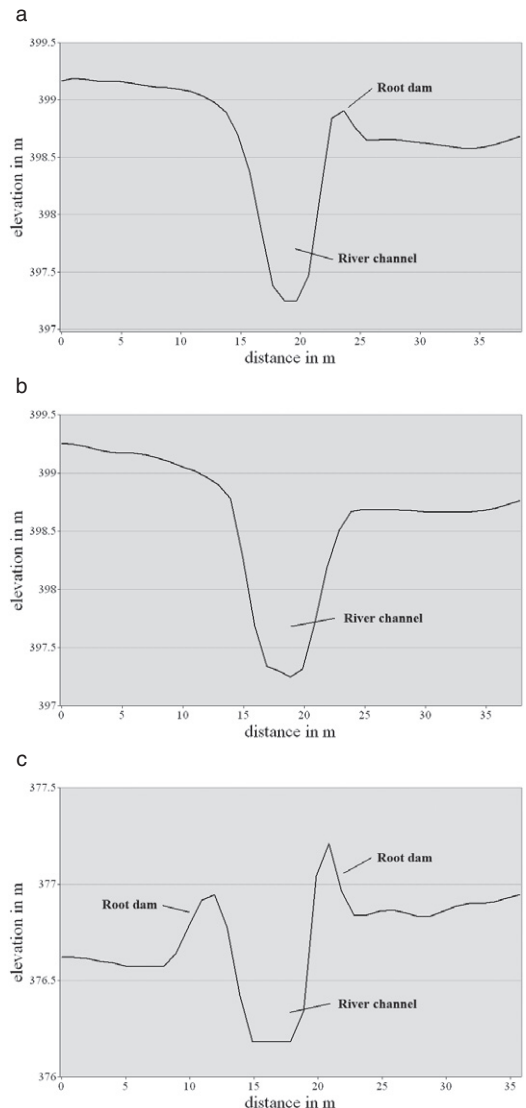 a
399.5
399
398.5
398
397.5
397
elevation in m
Root dam
River channel
0 5 10 15 20 25 30 35
distance in m
b
399.5
399
398.5
398
397.5
397
elevation in m
River channel
0 5 10 15 20 25 30 35
distance in m
c
377.5
377
376.5
376
elevation in m
Root dam
Root dam
River channel
0 5 10 15 20 25 30 35
distance in m